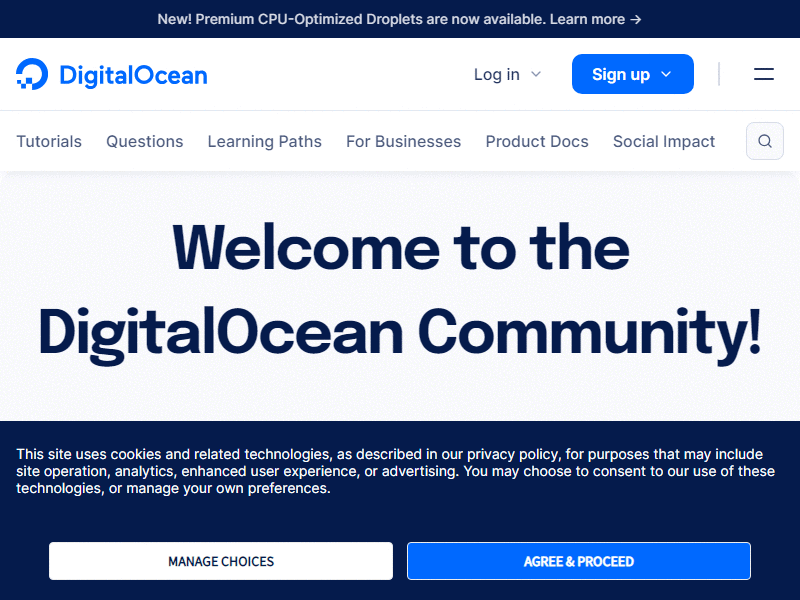 New! Premium CPU-Optimized Droplets are now available. Learn more →
DigitalOcean
Log in
Sign up
Tutorials
Questions
Learning Paths
For Businesses
Product Docs
Social Impact
Welcome to the
DigitalOcean Community!
This site uses cookies and related technologies, as described in our privacy policy, for purposes that may include
site operation, analytics, enhanced user experience, or advertising. You may choose to consent to our use of these
technologies, or manage your own preferences.
MANAGE CHOICES
AGREE & PROCEED